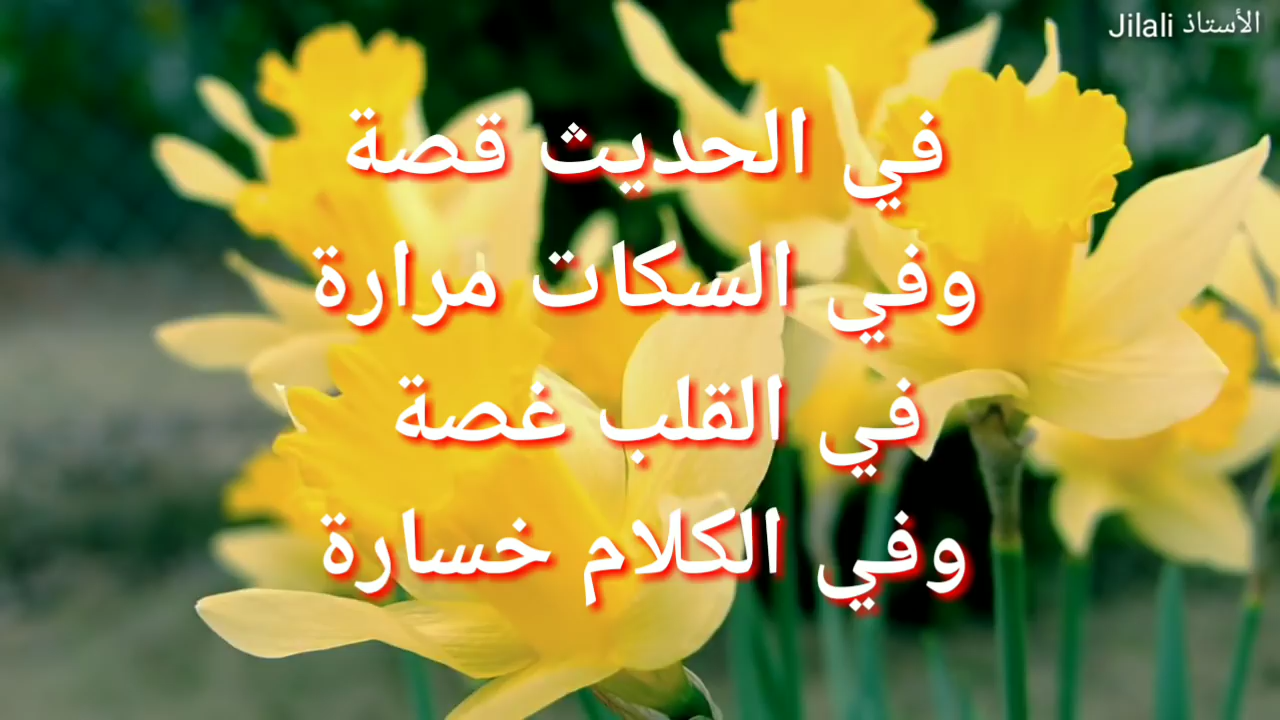 الأستاذ Jilali
في الحديث قصة
وفي السكات مرارة
في القلب غصة
وفي الكلام خسارة